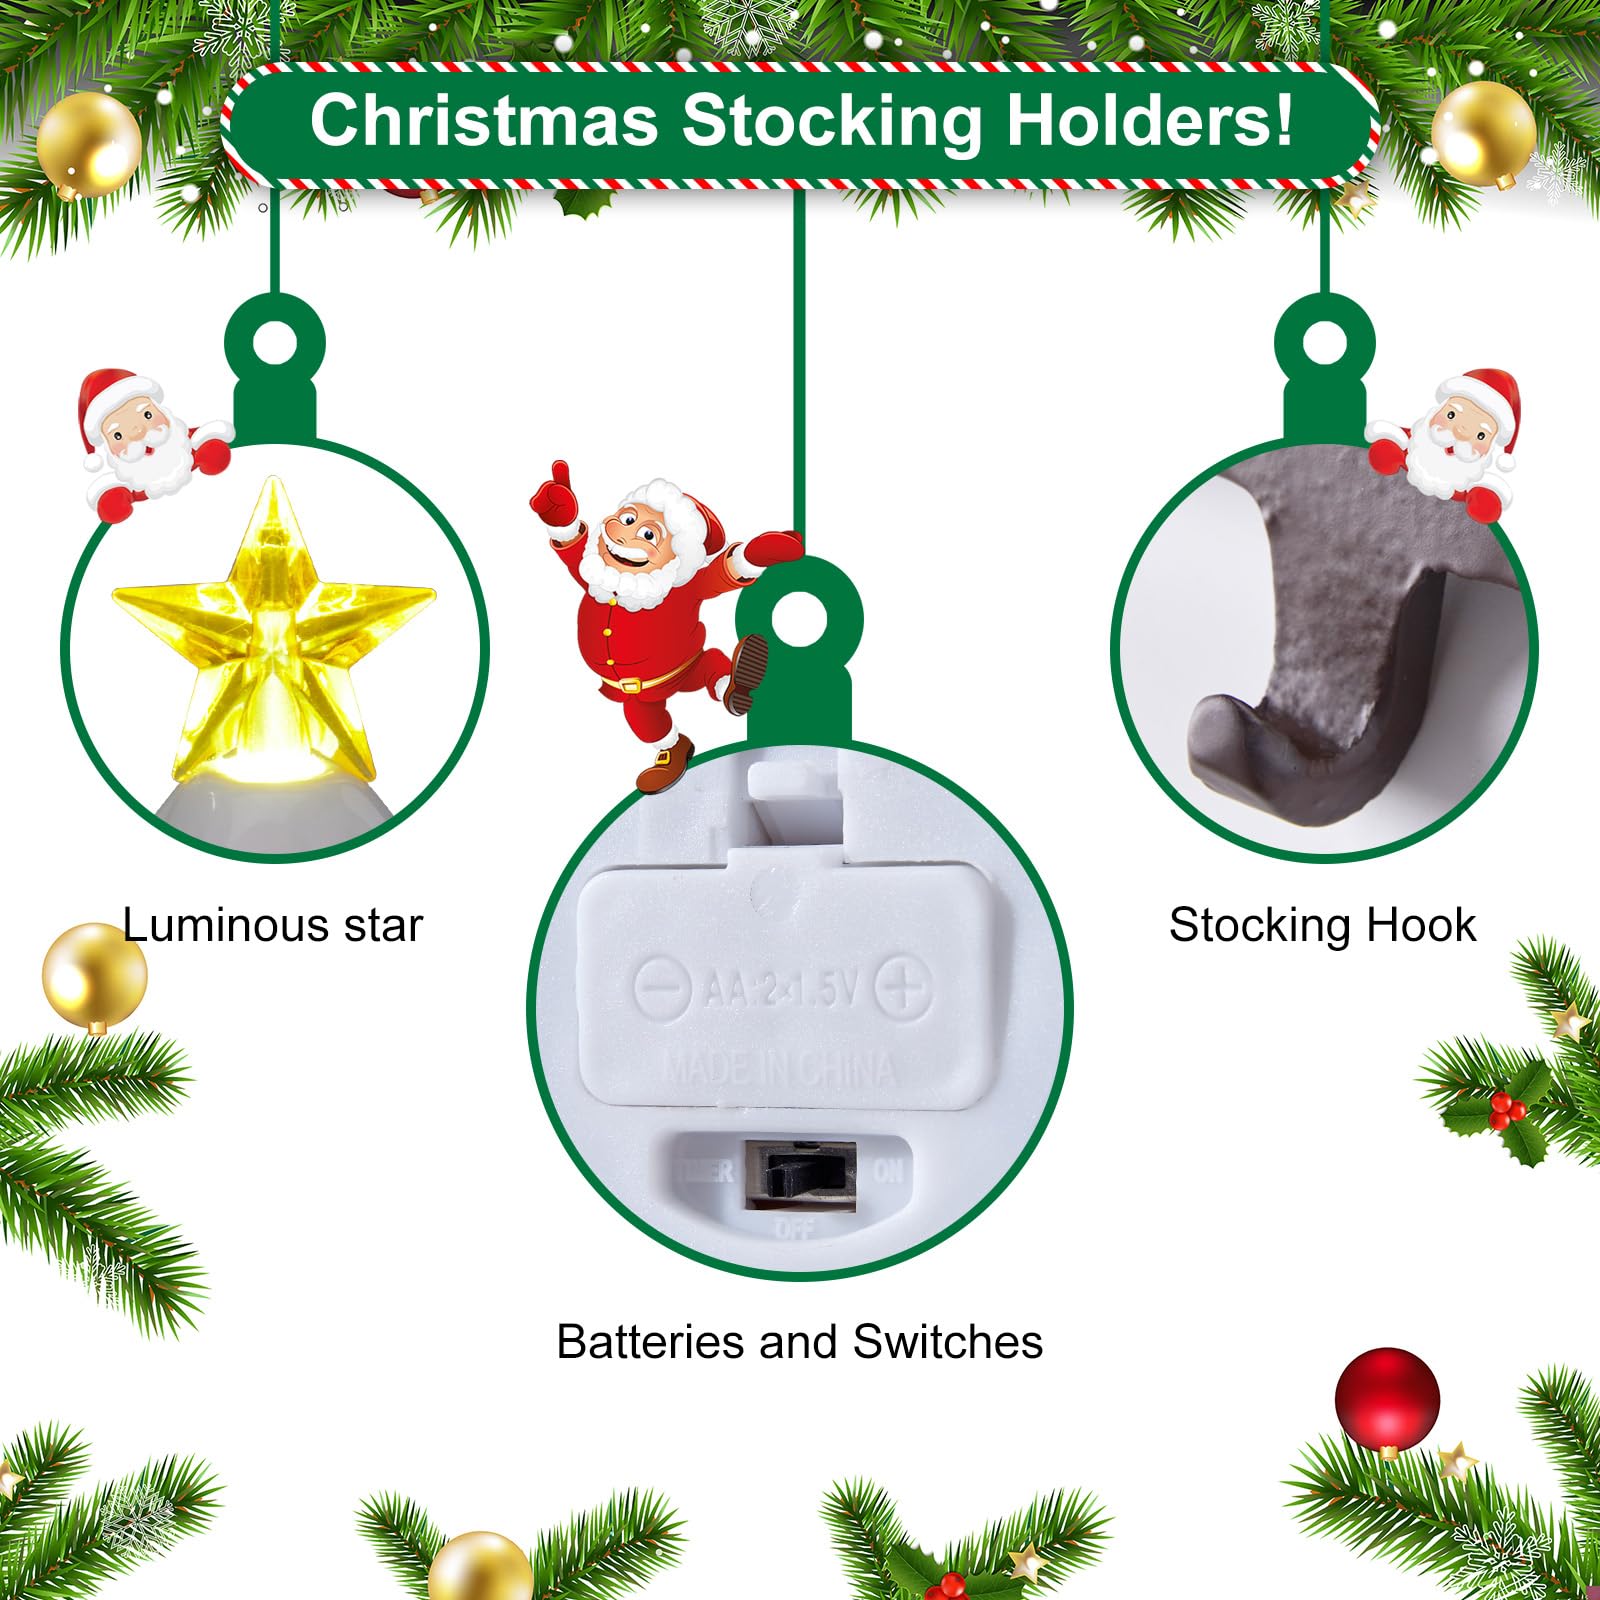 Christmas Stocking Holders!
Luminous star
Stocking Hook
AA:2×1.5V
MADE IN CHINA
TIMER
ON
OFF
Batteries and Switches